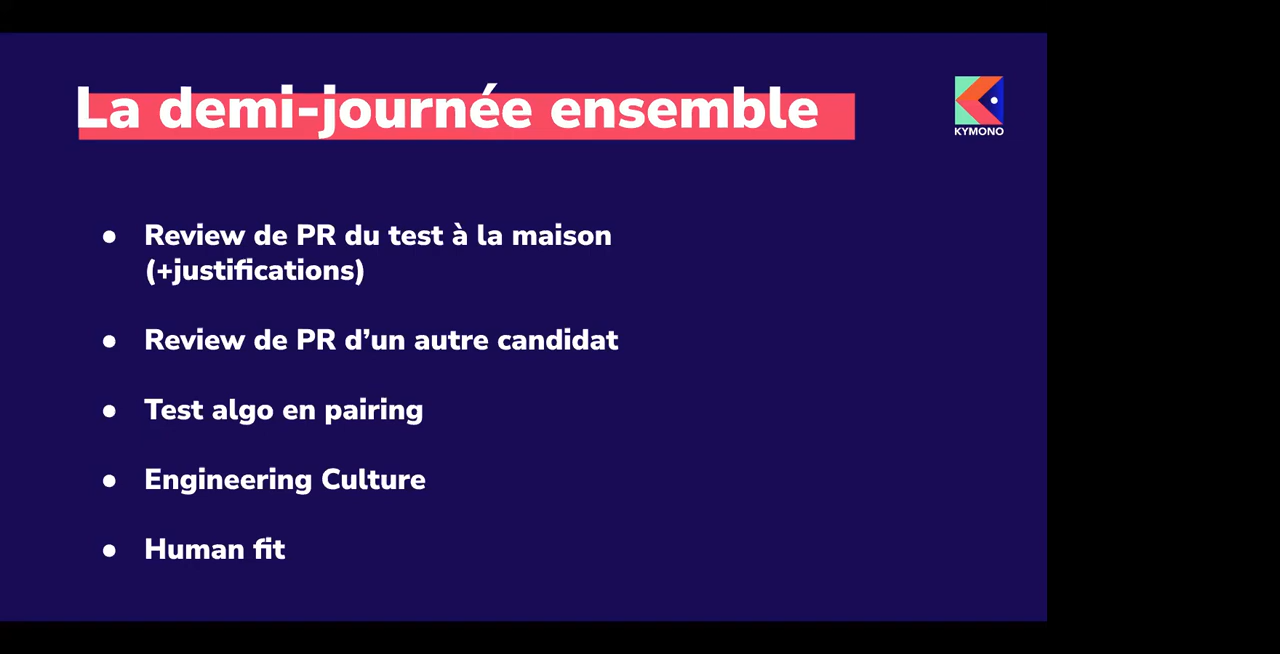 La demi-journée ensemble
KYMONO
● Review de PR du test à la maison
(+justifications)
● Review de PR d’un autre candidat
● Test algo en pairing
● Engineering Culture
● Human fit